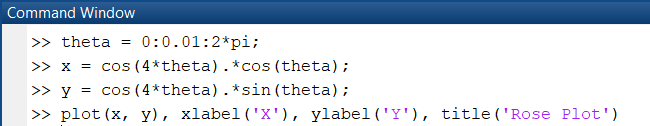 Command Window
>> theta = 0:0.01:2*pi;
>> x = cos(4*theta).*cos(theta);
>> y = cos(4*theta).*sin(theta);
>> plot(x, y), xlabel('X'), ylabel('Y'), title('Rose Plot')